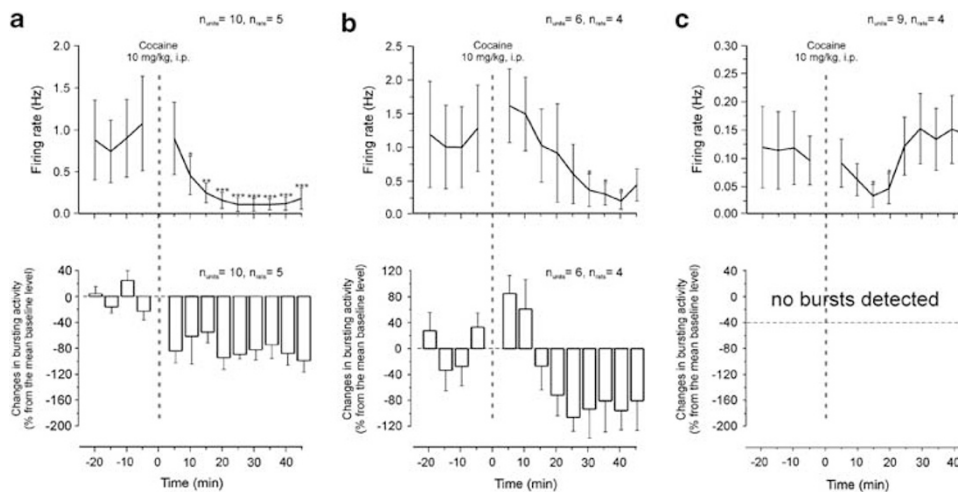 a
n units = 10, n rats = 5
Cocaine
10 mg/kg, i.p.
Firing rate (Hz)
2.0
1.5
1.0
0.5
0.0
* ** *** *** *** *** *** *** ***
n units = 10, n rats = 5
Changes in bursting activity
(% from the mean baseline level)
40
0
-40
-80
-120
-160
-200
-20 -10 0 10 20 30 40
Time (min)
b
n units = 6, n rats = 4
Cocaine
10 mg/kg, i.p.
Firing rate (Hz)
2.5
2.0
1.5
1.0
0.5
0.0
* * *
n units = 6, n rats = 4
Changes in bursting activity
(% from the mean baseline level)
120
80
40
0
-40
-80
-120
-20 -10 0 10 20 30 40
Time (min)
c
n units = 9, n rats = 4
Cocaine
10 mg/kg, i.p.
Firing rate (Hz)
0.30
0.25
0.20
0.15
0.10
0.05
0.00
* *
Changes in bursting activity
(% from the mean baseline level)
40
0
-40
-80
-120
-160
-200
no bursts detected
-20 -10 0 10 20 30 40
Time (min)